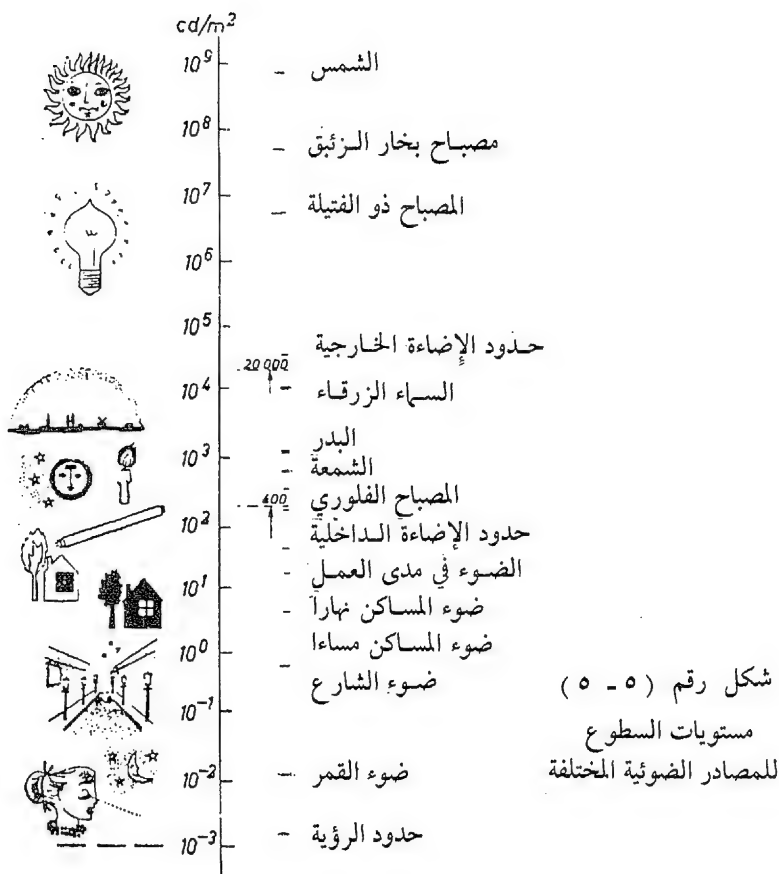 cd/m²
10⁹ الشمس
10⁸ مصباح بخار الزئبق
10⁷ المصباح ذو الفتيلة
10⁶
10⁵
حدود الإضاءة الخارجية
20 000
10⁴ السماء الزرقاء
البدر
10³ الشمعة
المصباح الفلوري
400
10² حدود الإضاءة الداخلية
الضوء في مدى العمل
10¹
ضوء المساكن نهاراً
10⁰ ضوء المساكن مساءا
ضوء الشارع
10⁻¹
10⁻² ضوء القمر
10⁻³ حدود الرؤية
شكل رقم (٥ - ٥)
مستويات السطوع
للمصادر الضوئية المختلفة